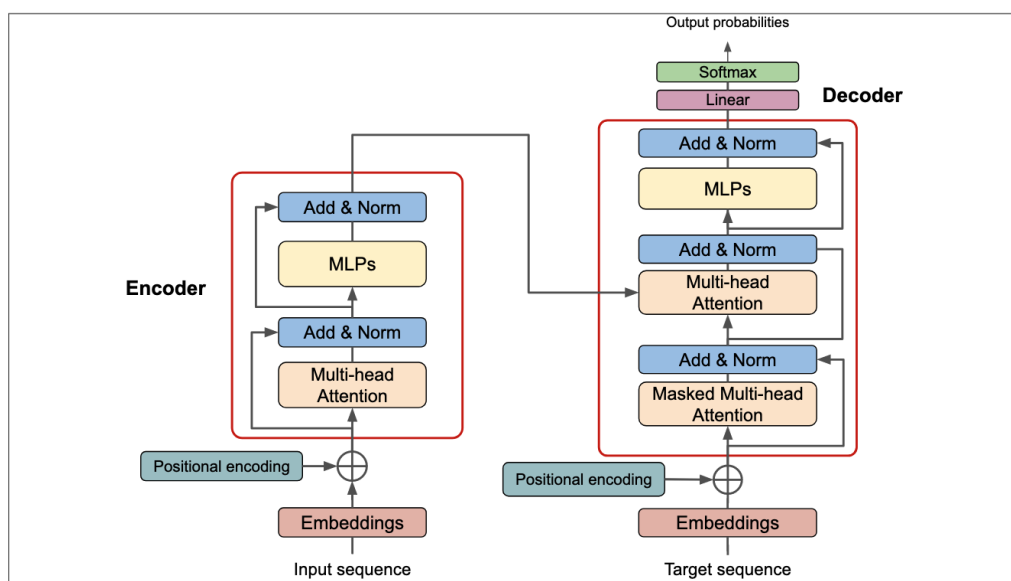 Output probabilities
Softmax
Linear
Decoder
Add & Norm
MLPs
Add & Norm
Multi-head
Attention
Add & Norm
Masked Multi-head
Attention
Positional encoding
Embeddings
Target sequence
Encoder
Add & Norm
MLPs
Add & Norm
Multi-head
Attention
Positional encoding
Embeddings
Input sequence